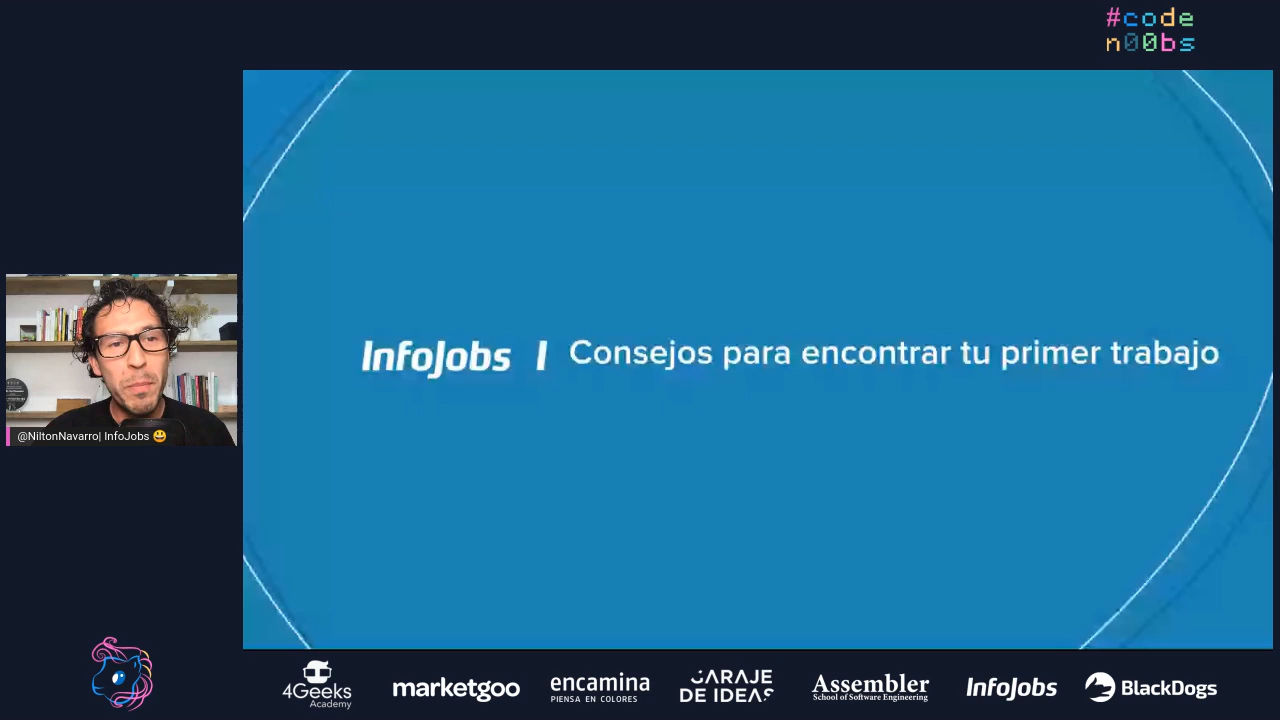 #code
n00bs
InfoJobs | Consejos para encontrar tu primer trabajo
@NiltonNavarro| InfoJobs 😃
4Geeks
Academy
marketgoo
encamina
PIENSA EN COLORES
GARAJE
DE IDEAS
Assembler
School of Software Engineering
InfoJobs
BlackDogs